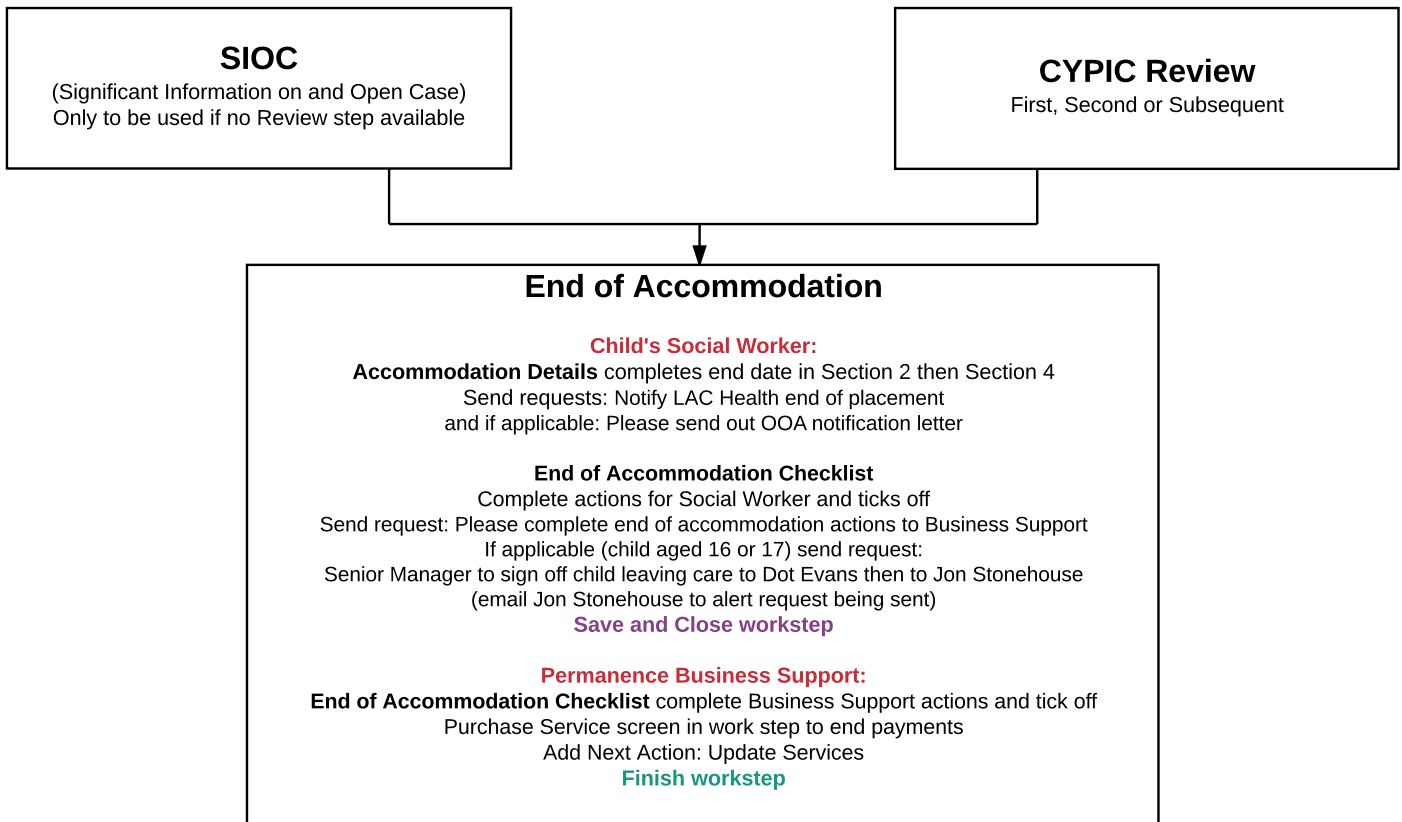 SIOC
(Significant Information on and Open Case)
Only to be used if no Review step available
CYPIC Review
First, Second or Subsequent
End of Accommodation
Child's Social Worker:
Accommodation Details completes end date in Section 2 then Section 4
Send requests: Notify LAC Health end of placement
and if applicable: Please send out OOA notification letter
End of Accommodation Checklist
Complete actions for Social Worker and ticks off
Send request: Please complete end of accommodation actions to Business Support
If applicable (child aged 16 or 17) send request:
Senior Manager to sign off child leaving care to Dot Evans then to Jon Stonehouse
(email Jon Stonehouse to alert request being sent)
Save and Close workstep
Permanence Business Support:
End of Accommodation Checklist complete Business Support actions and tick off
Purchase Service screen in work step to end payments
Add Next Action: Update Services
Finish workstep